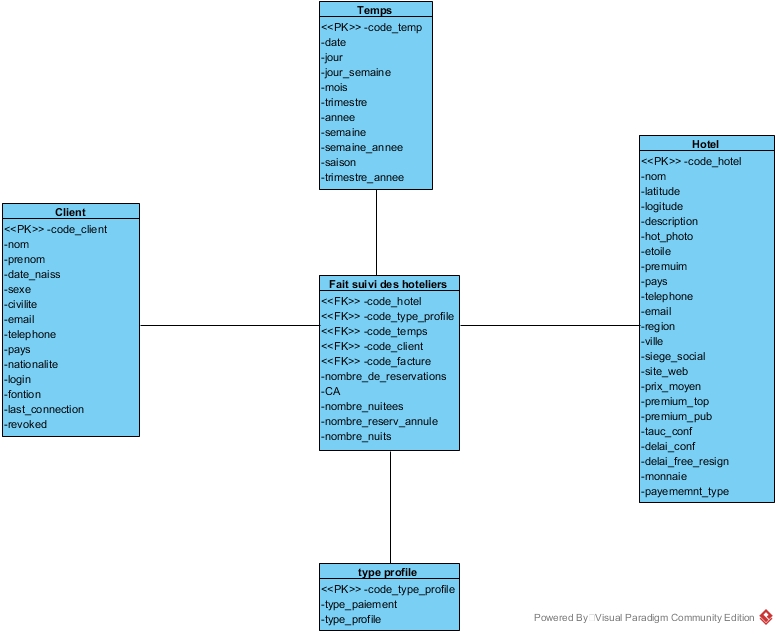 Temps
<<PK>> -code_temp
-date
-jour
-jour_semaine
-mois
-trimestre
-annee
-semaine
-semaine_annee
-saison
-trimestre_annee
Client
<<PK>> -code_client
-nom
-prenom
-date_naiss
-sexe
-civilite
-email
-telephone
-pays
-nationalite
-login
-fontion
-last_connection
-revoked
Fait suivi des hoteliers
<<FK>> -code_hotel
<<FK>> -code_type_profile
<<FK>> -code_temps
<<FK>> -code_client
<<FK>> -code_facture
-nombre_de_reservations
-CA
-nombre_nuitees
-nombre_reserv_annule
-nombre_nuits
Hotel
<<PK>> -code_hotel
-nom
-latitude
-logitude
-description
-hot_photo
-etoile
-premuim
-pays
-telephone
-email
-region
-ville
-siege_social
-site_web
-prix_moyen
-premium_top
-premium_pub
-tauc_conf
-delai_conf
-delai_free_resign
-monnaie
-payememnt_type
type profile
<<PK>> -code_type_profile
-type_paiement
-type_profile
Powered By Visual Paradigm Community Edition